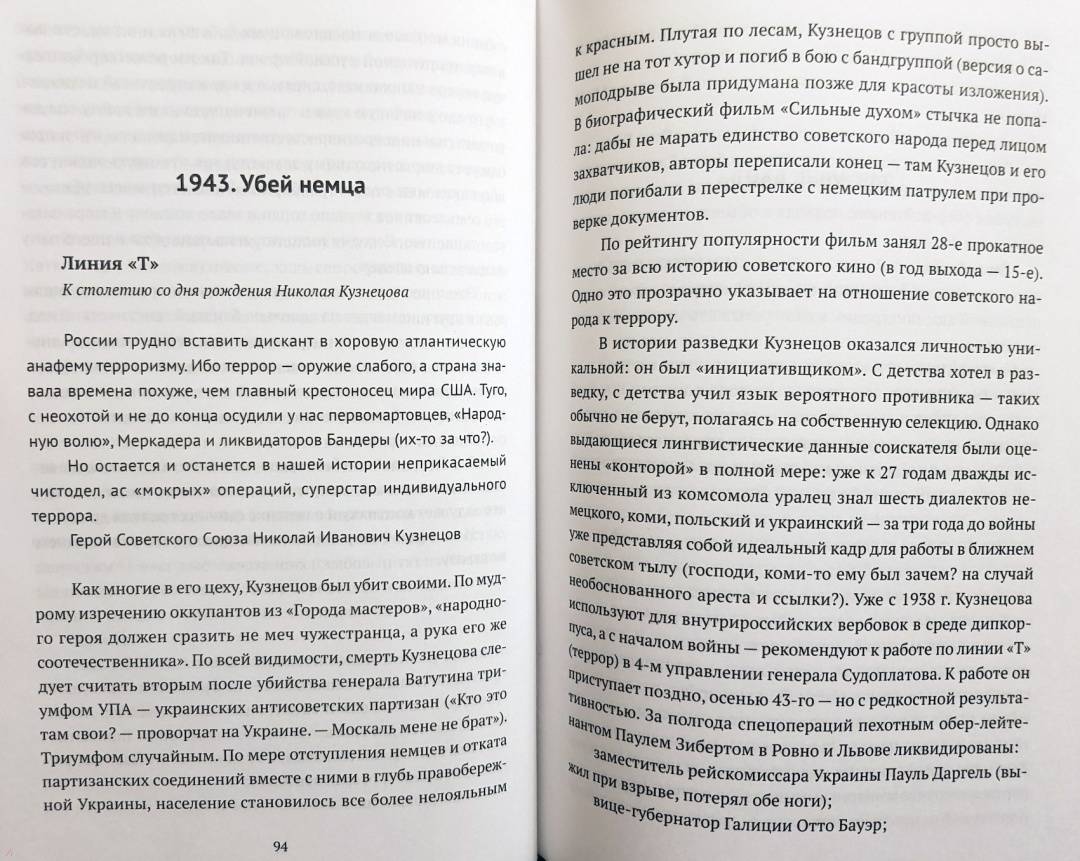 1943. Убей немца
Линия «Т»
К столетию со дня рождения Николая Кузнецова
России трудно вставить дискант в хоровую атлантическую
анафему терроризму. Ибо террор — оружие слабого, а страна зна-
вала времена похуже, чем главный крестоносец мира США. Туго,
с неохотой и не до конца осудили у нас первомартовцев, «Народ-
ную волю», Меркадера и ликвидаторов Бандеры (их-то за что?).
Но остается и останется в нашей истории неприкасаемый
чистодел, ас «мокрых» операций, суперстар индивидуального
террора.
Герой Советского Союза Николай Иванович Кузнецов
Как многие в его цеху, Кузнецов был убит своими. По муд-
рому изречению оккупантов из «Города мастеров», «народно-
го героя должен сразить не меч чужестранца, а рука его же
соотечественника». По всей видимости, смерть Кузнецова сле-
дует считать вторым после убийства генерала Ватутина три-
умфом УПА — украинских антисоветских партизан («Кто это
там свои? — проворчат на Украине. — Москаль мене не брат»).
Триумфом случайным. По мере отступления немцев и отката
партизанских соединений вместе с ними в глубь правобереж-
ной Украины, население становилось все более нелояльным
94
к красным. Плутая по лесам, Кузнецов с группой просто вы-
шел не на тот хутор и погиб в бою с бандгруппой (версия о са-
моподрыве была придумана позже для красоты изложения).
В биографический фильм «Сильные духом» стычка не попа-
ла: дабы не марать единство советского народа перед лицом
захватчиков, авторы переписали конец — там Кузнецов и его
люди погибали в перестрелке с немецким патрулем при про-
верке документов.
По рейтингу популярности фильм занял 28-е прокатное
место за всю историю советского кино (в год выхода — 15-е).
Одно это прозрачно указывает на отношение советского на-
рода к террору.
В истории разведки Кузнецов оказался личностью уни-
кальной: он был «инициативщиком». С детства хотел в раз-
ведку, с детства учил язык вероятного противника — таких
обычно не берут, полагаясь на собственную селекцию. Однако
выдающиеся лингвистические данные соискателя были оце-
нены «конторой» в полной мере: уже к 27 годам дважды ис-
ключенный из комсомола уралец знал шесть диалектов не-
мецкого, коми, польский и украинский — за три года до войны
уже представляя собой идеальный кадр для работы в ближнем
советском тылу (господи, коми-то ему был зачем? на случай
необоснованного ареста и ссылки?). Уже с 1938 г. Кузнецова
используют для внутрироссийских вербовок в среде дипкор-
пуса, а с началом войны — рекомендуют к работе по линии «Т»
(террор) в 4-м управлении генерала Судоплатова. К работе он
приступает поздно, осенью 43-го — но с редкостной результа-
тивностью. За полгода спецопераций пехотным обер-лейте-
нантом Паулем Зибертом в Ровно и Львове ликвидированы:
заместитель рейскомиссара Украины Пауль Даргель (вы-
жил при взрыве, потерял обе ноги);
вице-губернатор Галиции Отто Бауэр;